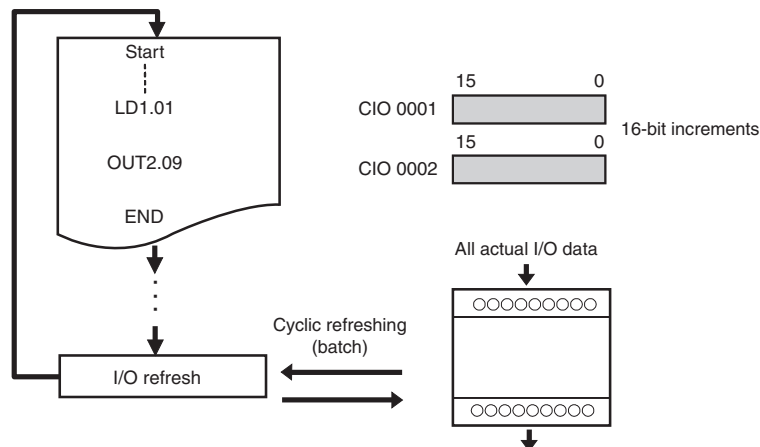 Start
LD1.01
OUT2.09
END
I/O refresh
15 0
CIO 0001
15 0
CIO 0002
16-bit increments
All actual I/O data
Cyclic refreshing
(batch)